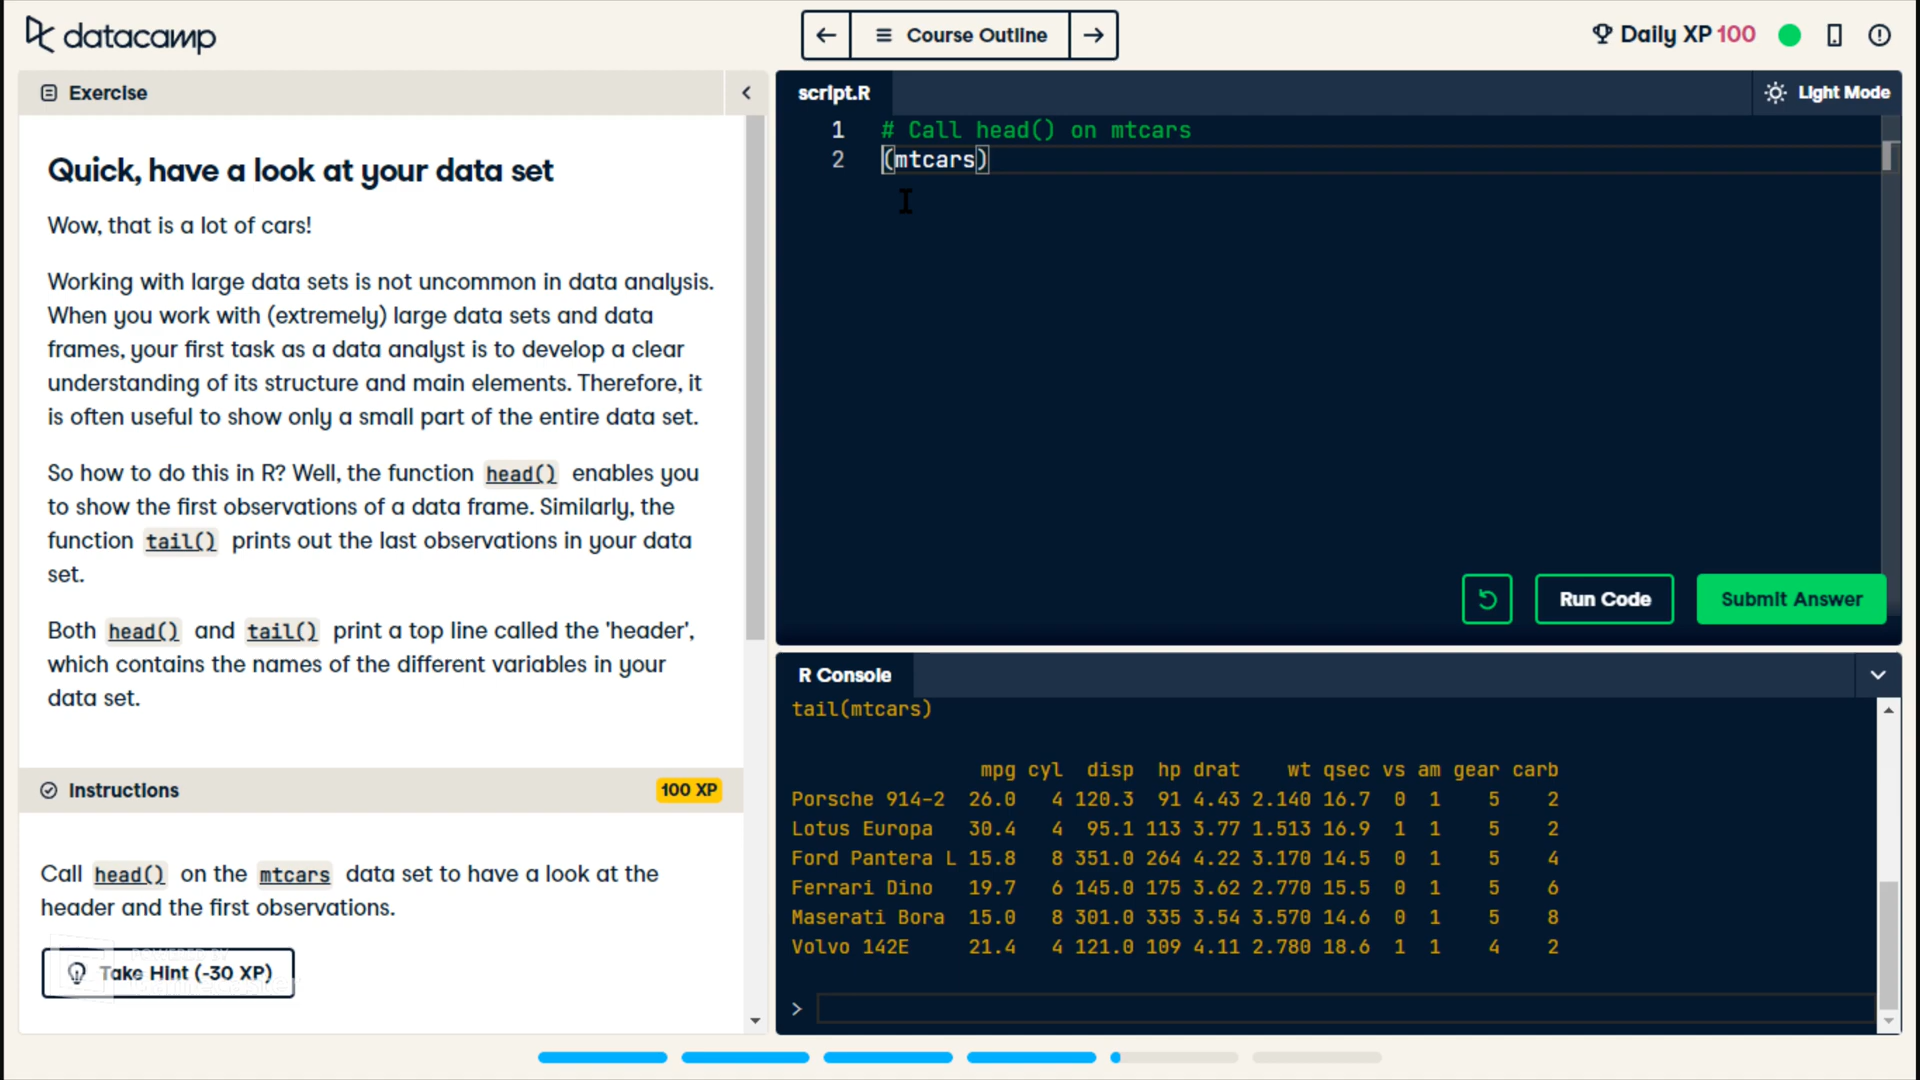 datacamp
Course Outline
Daily XP 100
Exercise
script.R
Light Mode
Quick, have a look at your data set
Wow, that is a lot of cars!
Working with large data sets is not uncommon in data analysis.
When you work with (extremely) large data sets and data
frames, your first task as a data analyst is to develop a clear
understanding of its structure and main elements. Therefore, it
is often useful to show only a small part of the entire data set.
So how to do this in R? Well, the function head() enables you
to show the first observations of a data frame. Similarly, the
function tail() prints out the last observations in your data
set.
Both head() and tail() print a top line called the 'header',
which contains the names of the different variables in your
data set.
Instructions
100 XP
Call head() on the mtcars data set to have a look at the
header and the first observations.
Take Hint (-30 XP)
1 # Call head() on mtcars
2 (mtcars)
Run Code
Submit Answer
R Console
tail(mtcars)
mpg cyl disp hp drat wt qsec vs am gear carb
Porsche 914-2 26.0 4 120.3 91 4.43 2.140 16.7 0 1 5 2
Lotus Europa 30.4 4 95.1 113 3.77 1.513 16.9 1 1 5 2
Ford Pantera L 15.8 8 351.0 264 4.22 3.170 14.5 0 1 5 4
Ferrari Dino 19.7 6 145.0 175 3.62 2.770 15.5 0 1 5 6
Maserati Bora 15.0 8 301.0 335 3.54 3.570 14.6 0 1 5 8
Volvo 142E 21.4 4 121.0 109 4.11 2.780 18.6 1 1 4 2
>